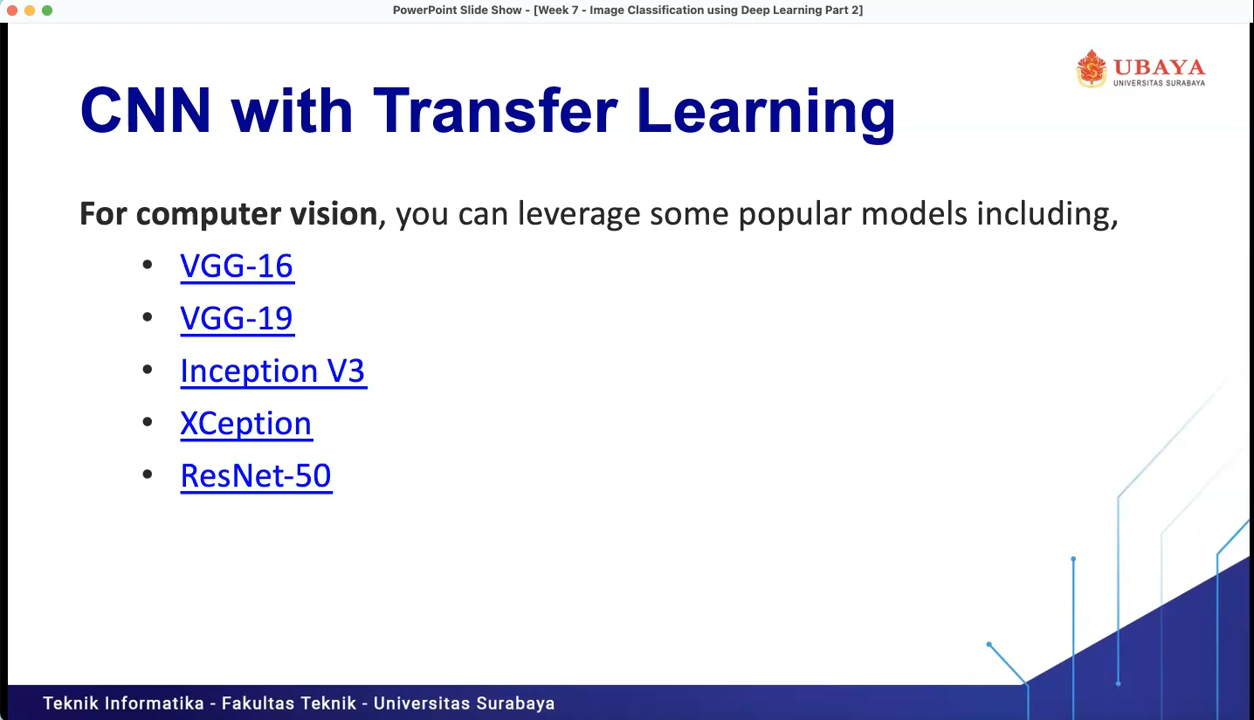 PowerPoint Slide Show - [Week 7 - Image Classification using Deep Learning Part 2]
UBAYA
UNIVERSITAS SURABAYA
CNN with Transfer Learning
For computer vision, you can leverage some popular models including,
• VGG-16
• VGG-19
• Inception V3
• XCeption
• ResNet-50
Teknik Informatika - Fakultas Teknik - Universitas Surabaya